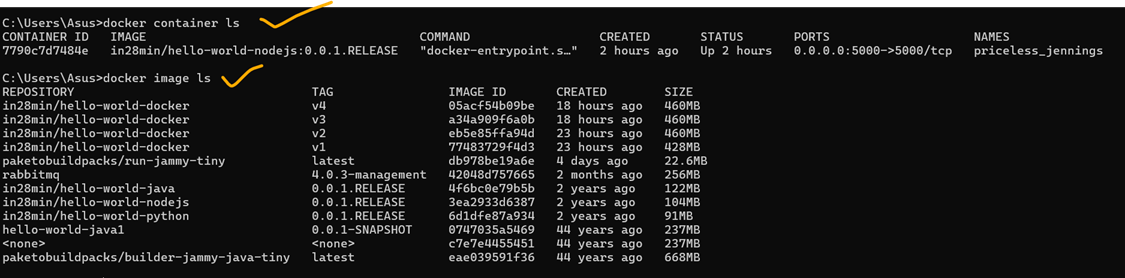 C:\Users\Asus>docker container ls
CONTAINER ID IMAGE COMMAND CREATED STATUS PORTS NAMES
7790c7d7484e in28min/hello-world-nodejs:0.0.1.RELEASE "docker-entrypoint.s…" 2 hours ago Up 2 hours 0.0.0.0:5000->5000/tcp priceless_jennings
C:\Users\Asus>docker image ls
REPOSITORY TAG IMAGE ID CREATED SIZE
in28min/hello-world-docker v4 05acf54b09be 18 hours ago 460MB
in28min/hello-world-docker v3 a34a909f6a0b 18 hours ago 460MB
in28min/hello-world-docker v2 eb5e85ffa94d 23 hours ago 460MB
in28min/hello-world-docker v1 77483729f4d3 23 hours ago 428MB
paketobuildpacks/run-jammy-tiny latest db978be19a6e 4 days ago 22.6MB
rabbitmq 4.0.3-management 42048d757665 2 months ago 256MB
in28min/hello-world-java 0.0.1.RELEASE 4f6bc0e79b5b 2 years ago 122MB
in28min/hello-world-nodejs 0.0.1.RELEASE 3ea2933d6387 2 years ago 104MB
in28min/hello-world-python 0.0.1.RELEASE 6d1dfe87a934 2 years ago 91MB
hello-world-java1 0.0.1-SNAPSHOT 0747035a5469 44 years ago 237MB
<none> <none> c7e7e4455451 44 years ago 237MB
paketobuildpacks/builder-jammy-java-tiny latest eae039591f36 44 years ago 668MB